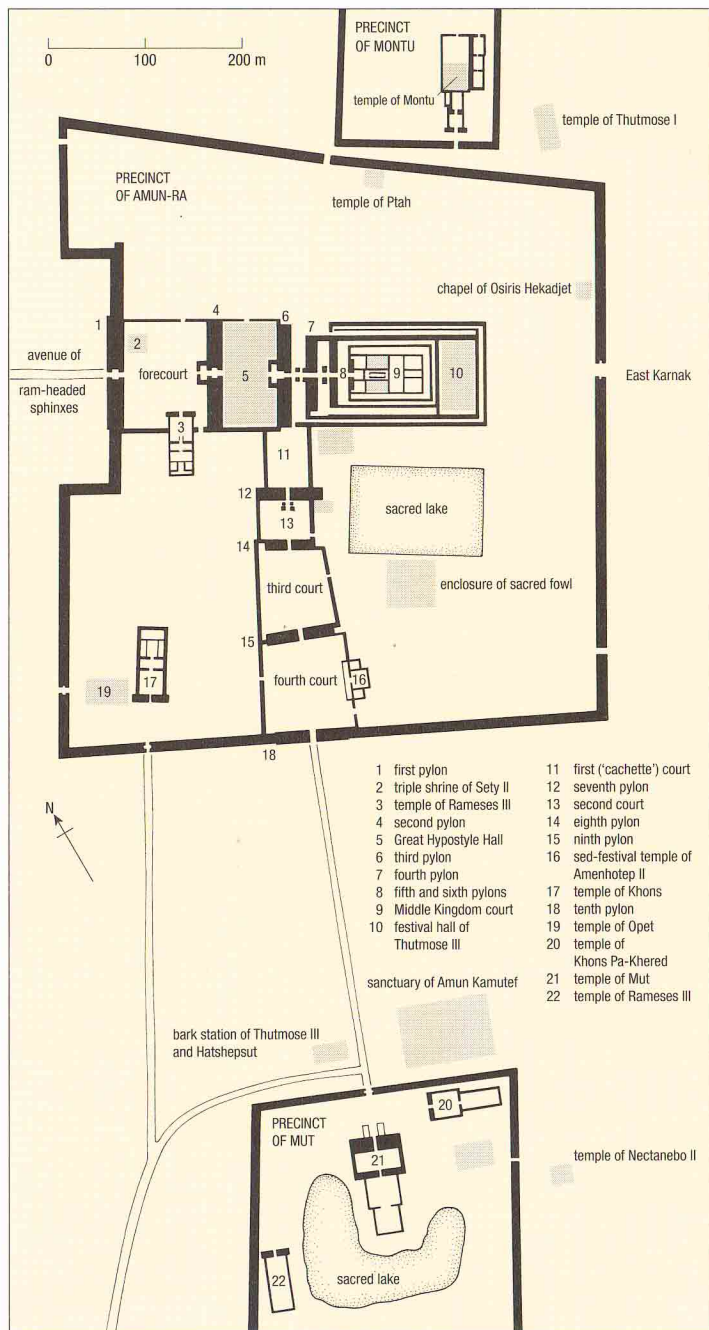 PRECINCT
OF MONTU
0 100 200 m
temple of Montu
temple of Thutmose I
PRECINCT
OF AMUN-RA
temple of Ptah
chapel of Osiris Hekadjet
1
2
4
6
7
avenue of
ram-headed
sphinxes
forecourt
5
8
9
10
East Karnak
3
11
12
13
sacred lake
14
third court
enclosure of sacred fowl
15
fourth court
16
17
19
18
N
1 first pylon
2 triple shrine of Sety II
3 temple of Rameses III
4 second pylon
5 Great Hypostyle Hall
6 third pylon
7 fourth pylon
8 fifth and sixth pylons
9 Middle Kingdom court
10 festival hall of
Thutmose III
11 first ('cachette') court
12 seventh pylon
13 second court
14 eighth pylon
15 ninth pylon
16 sed-festival temple of
Amenhotep II
17 temple of Khons
18 tenth pylon
19 temple of Opet
20 temple of
Khons Pa-Khered
21 temple of Mut
22 temple of Rameses III
sanctuary of Amun Kamutef
bark station of Thutmose III
and Hatshepsut
PRECINCT
OF MUT
20
21
temple of Nectanebo II
22
sacred lake